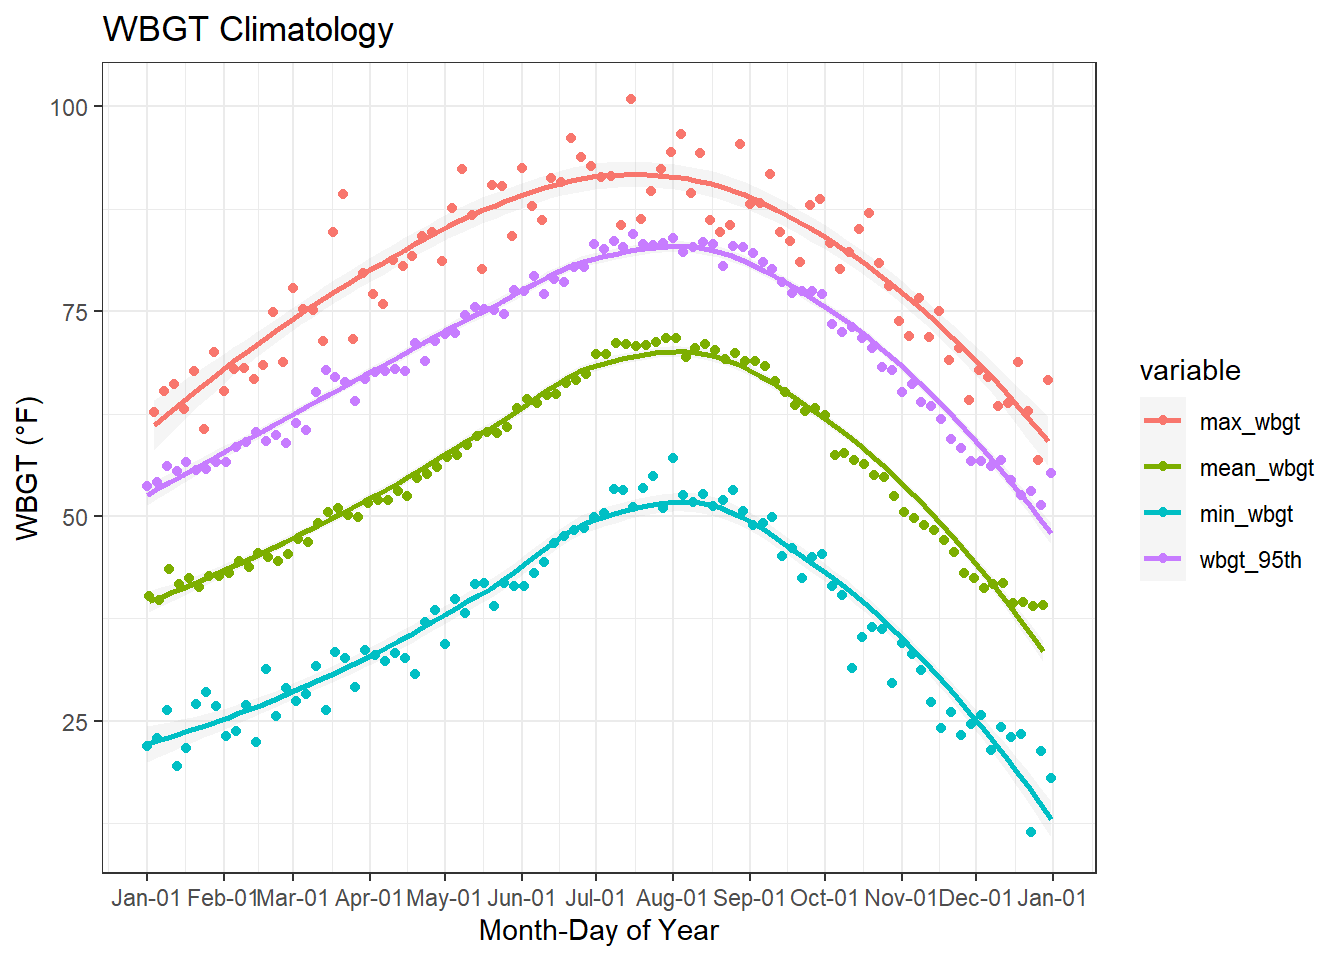 WBGT Climatology
WBGT (°F)
100
75
50
25
Jan-01 Feb-01 Mar-01 Apr-01 May-01 Jun-01 Jul-01 Aug-01 Sep-01 Oct-01 Nov-01 Dec-01 Jan-01
Month-Day of Year
variable
max_wbgt
mean_wbgt
min_wbgt
wbgt_95th